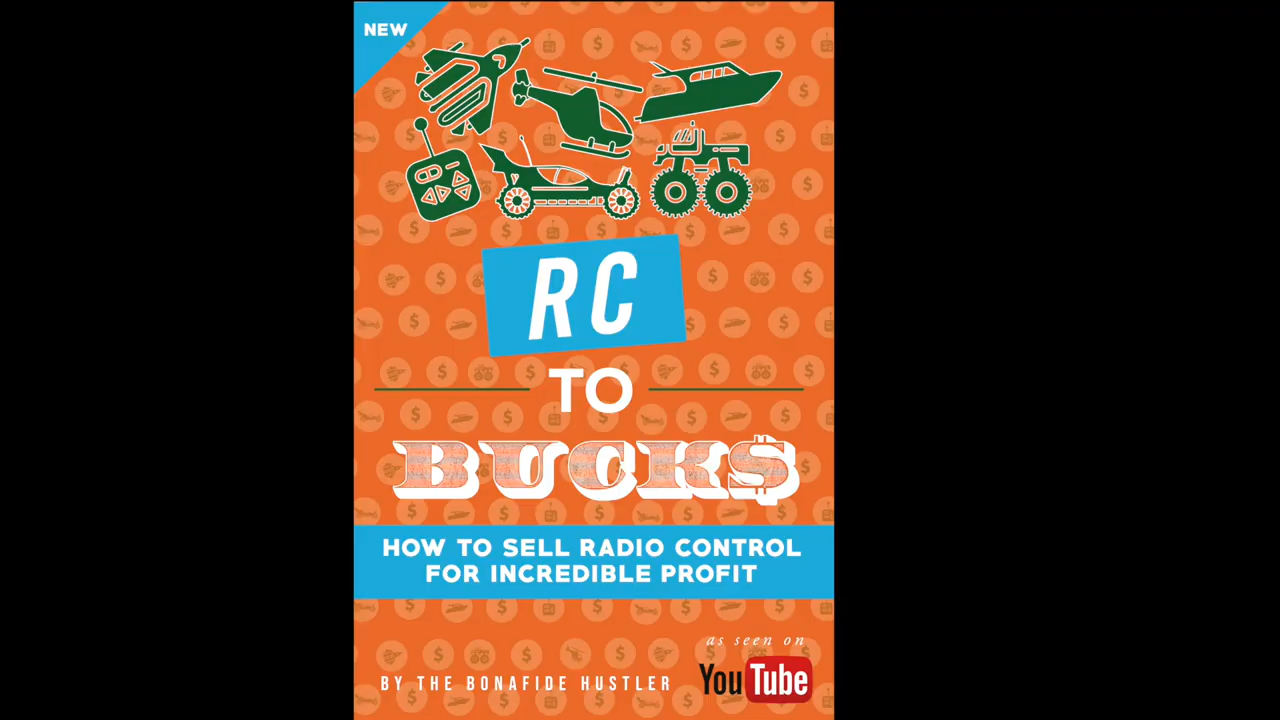 NEW
RC
TO
BUCK$
HOW TO SELL RADIO CONTROL
FOR INCREDIBLE PROFIT
as seen on
BY THE BONAFIDE HUSTLER
YouTube